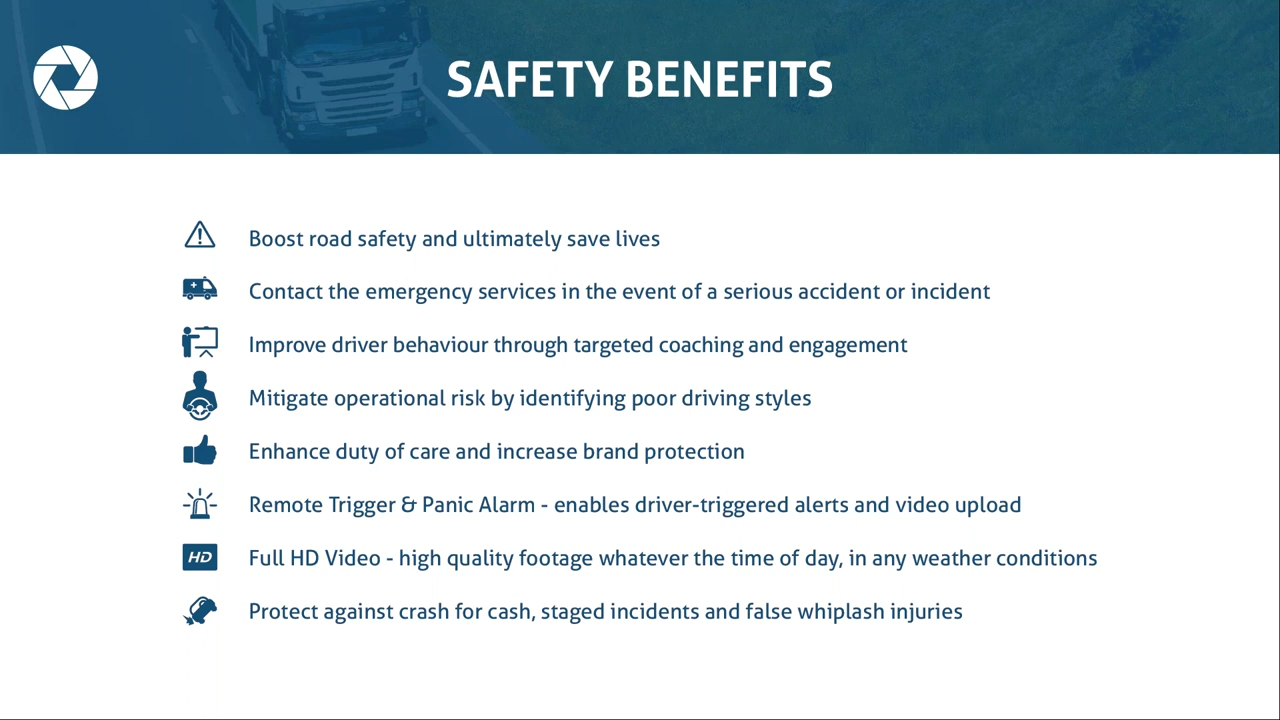 SAFETY BENEFITS
Boost road safety and ultimately save lives
Contact the emergency services in the event of a serious accident or incident
Improve driver behaviour through targeted coaching and engagement
Mitigate operational risk by identifying poor driving styles
Enhance duty of care and increase brand protection
Remote Trigger & Panic Alarm - enables driver-triggered alerts and video upload
HD Full HD Video - high quality footage whatever the time of day, in any weather conditions
Protect against crash for cash, staged incidents and false whiplash injuries